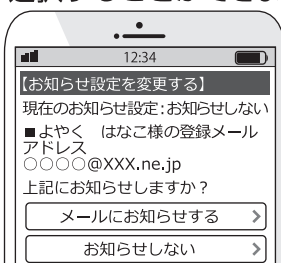 12:34
【お知らせ設定を変更する】
現在のお知らせ設定:お知らせしない
■よやく はなこ様の登録メール
アドレス
○○○○@XXX.ne.jp
上記にお知らせしますか？
メールにお知らせする >
お知らせしない >